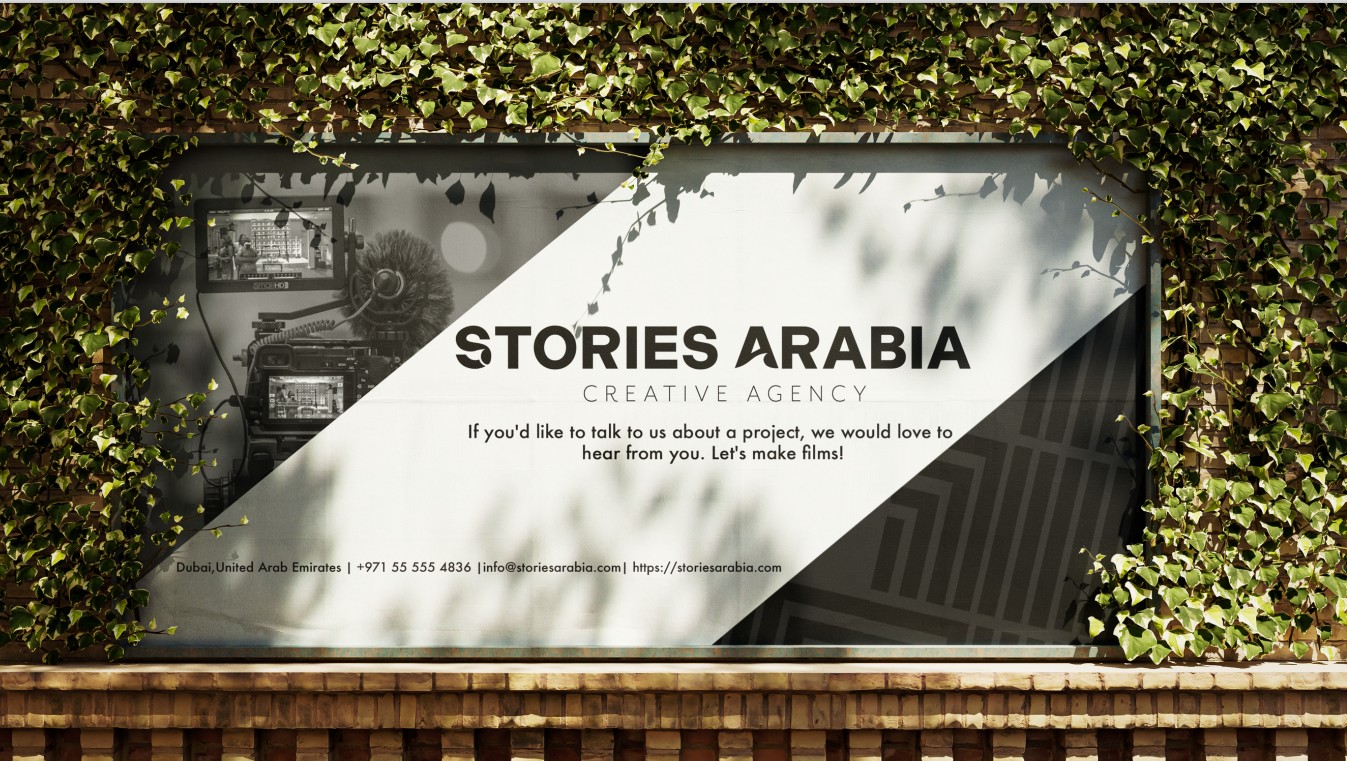 SMALLHD
STORIES ARABIA
CREATIVE AGENCY
If you'd like to talk to us about a project, we would love to
hear from you. Let's make films!
Dubai,United Arab Emirates | +971 55 555 4836 |info@storiesarabia.com| https://storiesarabia.com